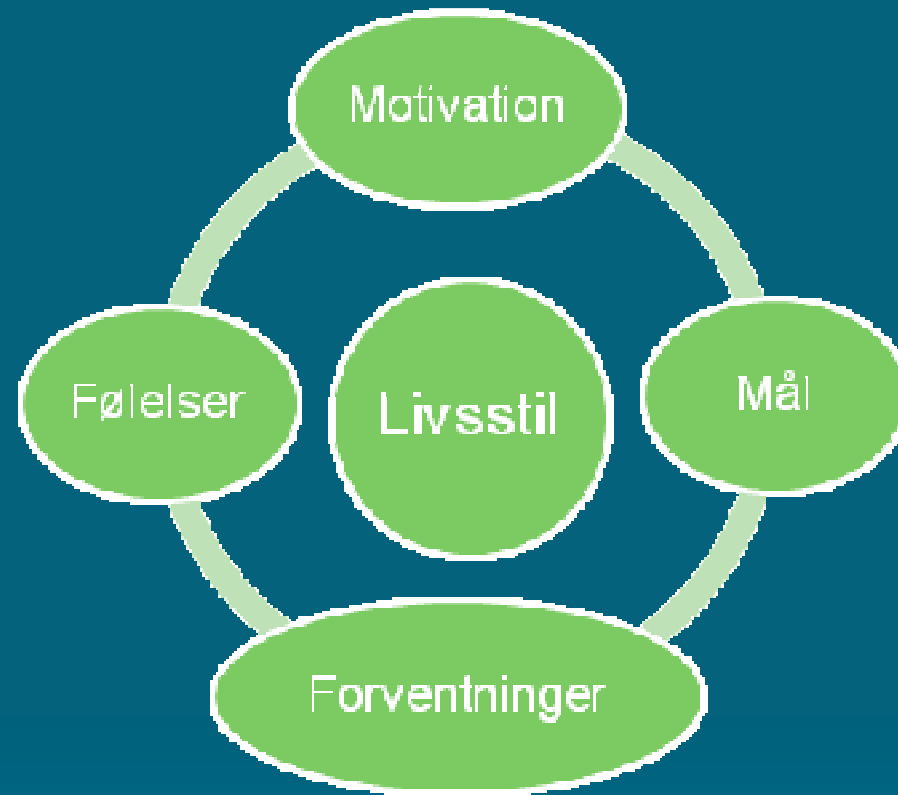 Motivation
Følelser
Livsstil
Mål
Forventninger